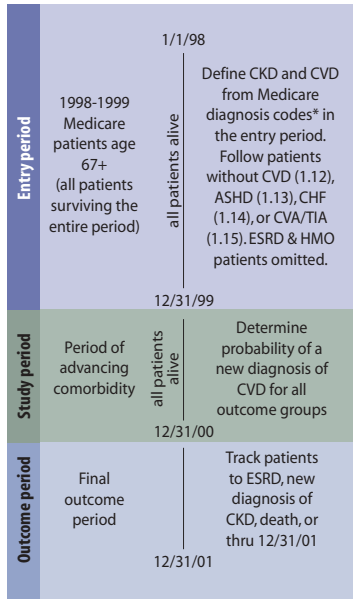 Entry period
1998-1999
Medicare
patients age
67+
(all patients
surviving the
entire period)
1/1/98
all patients alive
12/31/99
Define CKD and CVD
from Medicare
diagnosis codes* in
the entry period.
Follow patients
without CVD (1.12),
ASHD (1.13), CHF
(1.14), or CVA/TIA
(1.15). ESRD & HMO
patients omitted.
Study period
Period of
advancing
comorbidity
all patients
alive
12/31/00
Determine
probability of a
new diagnosis of
CVD for all
outcome groups
Outcome period
Final
outcome
period
12/31/01
Track patients
to ESRD, new
diagnosis of
CKD, death, or
thru 12/31/01